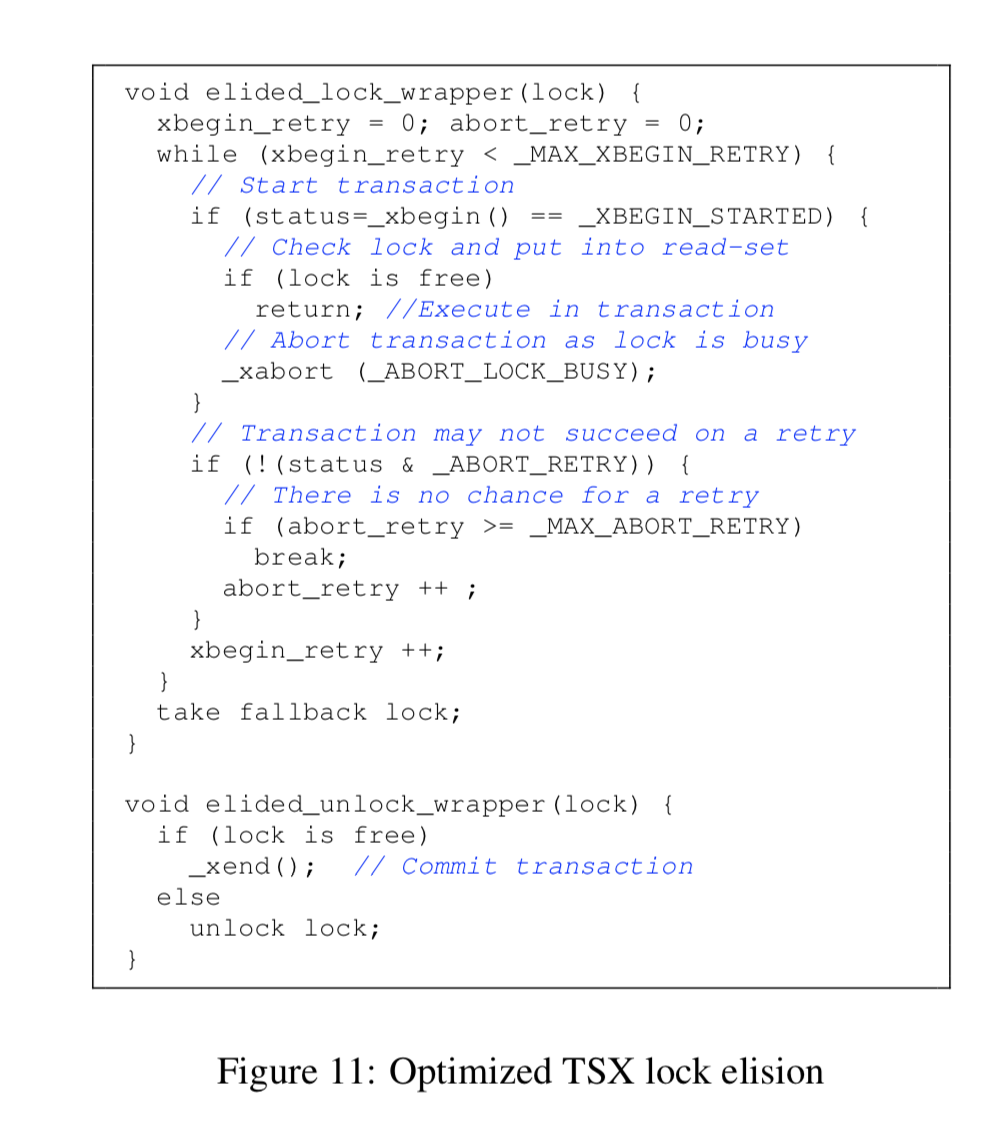 void elided_lock_wrapper(lock) {
xbegin_retry = 0; abort_retry = 0;
while (xbegin_retry < _MAX_XBEGIN_RETRY) {
// Start transaction
if (status=_xbegin() == _XBEGIN_STARTED) {
// Check lock and put into read-set
if (lock is free)
return; //Execute in transaction
// Abort transaction as lock is busy
_xabort (_ABORT_LOCK_BUSY);
}
// Transaction may not succeed on a retry
if (!(status & _ABORT_RETRY)) {
// There is no chance for a retry
if (abort_retry >= _MAX_ABORT_RETRY)
break;
abort_retry ++ ;
}
xbegin_retry ++;
}
take fallback lock;
}
void elided_unlock_wrapper(lock) {
if (lock is free)
_xend(); // Commit transaction
else
unlock lock;
}
Figure 11: Optimized TSX lock elision